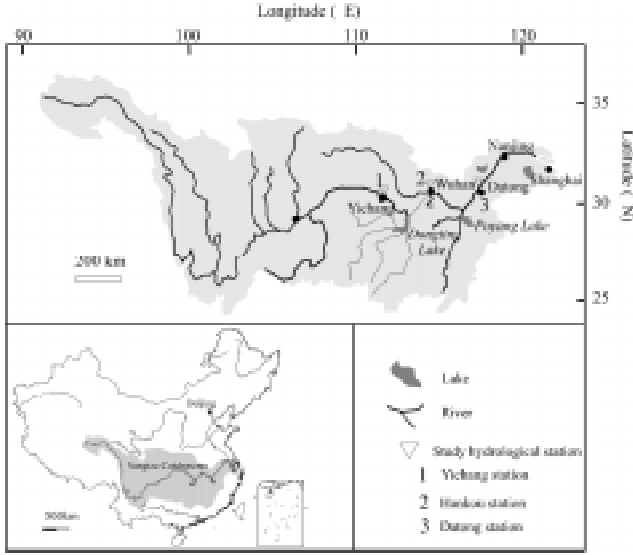 Longitude ( E)
90 100 110 120
35
Latitude ( N)
Nanjing
Shanghai
1 2 Wuhan Datong
30
Yichang 3
Dongting Lake
Poyang Lake
200 km
25
Beijing
500km
Lake
River
Study hydrological station
1 Yichang station
2 Hankou station
3 Datong station